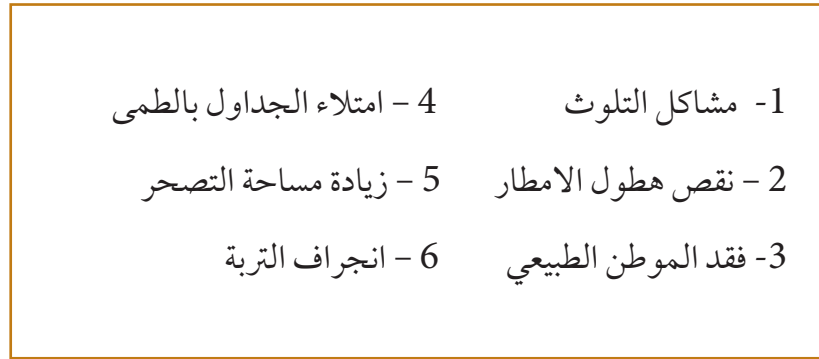 1- مشاكل التلوث 4 – امتلاء الجداول بالطمى
2 – نقص هطول الامطار 5 – زيادة مساحة التصحر
3- فقد الموطن الطبيعي 6 – انجراف التربة